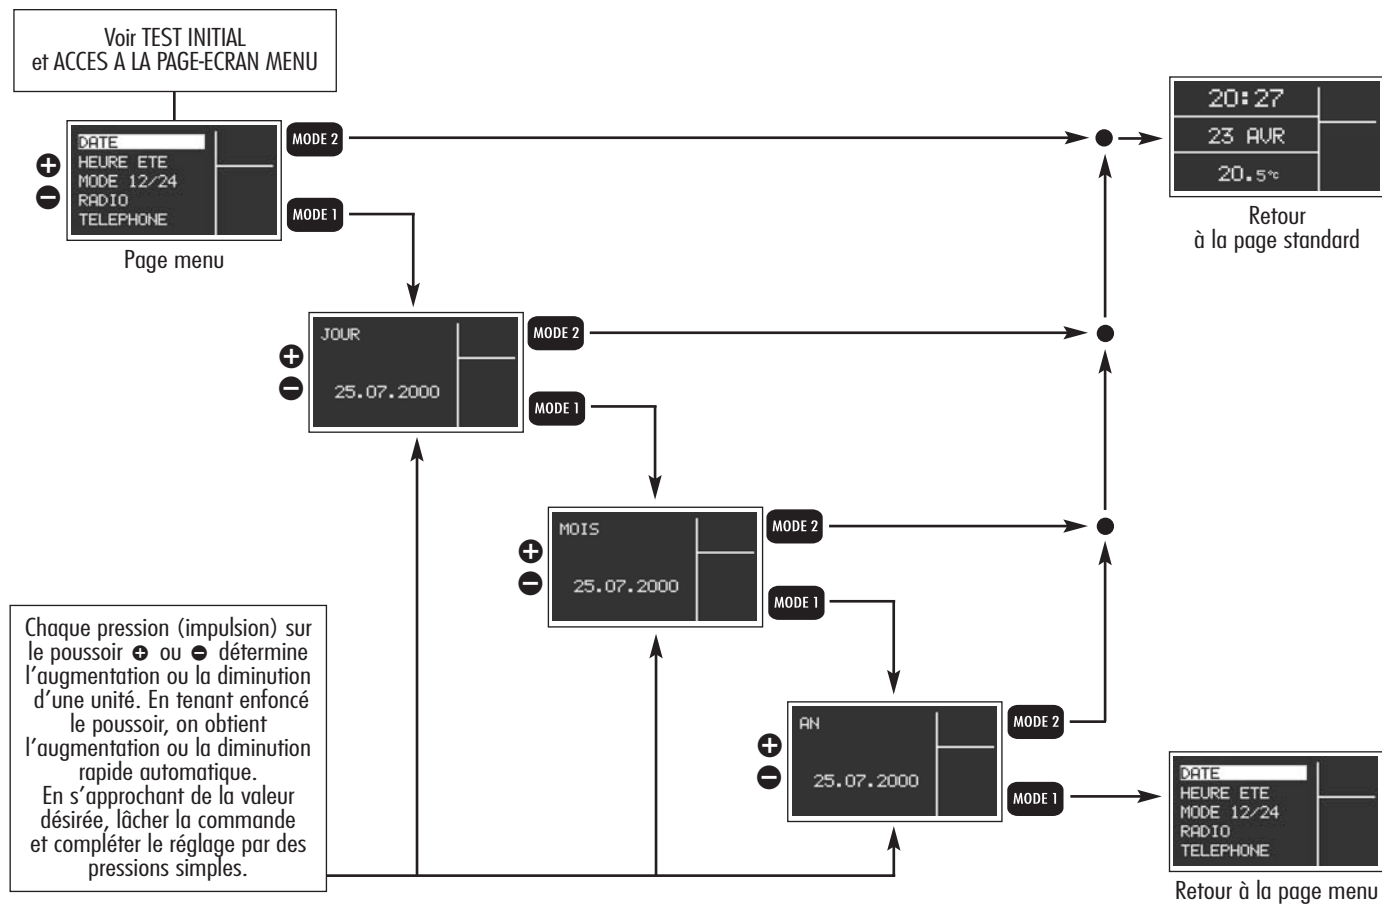 Voir TEST INITIAL
et ACCES A LA PAGE-ECRAN MENU
DATE
HEURE ETE
MODE 12/24
RADIO
TELEPHONE
MODE 2
MODE 1
Page menu
20:27
23 AVR
20.5°C
Retour
à la page standard
JOUR
25.07.2000
MODE 2
MODE 1
MOIS
25.07.2000
MODE 2
MODE 1
Chaque pression (impulsion) sur
le poussoir + ou - détermine
l'augmentation ou la diminution
d'une unité. En tenant enfoncé
le poussoir, on obtient
l'augmentation ou la diminution
rapide automatique.
En s'approchant de la valeur
désirée, lâcher la commande
et compléter le réglage par des
pressions simples.
AN
25.07.2000
MODE 2
MODE 1
DATE
HEURE ETE
MODE 12/24
RADIO
TELEPHONE
Retour à la page menu